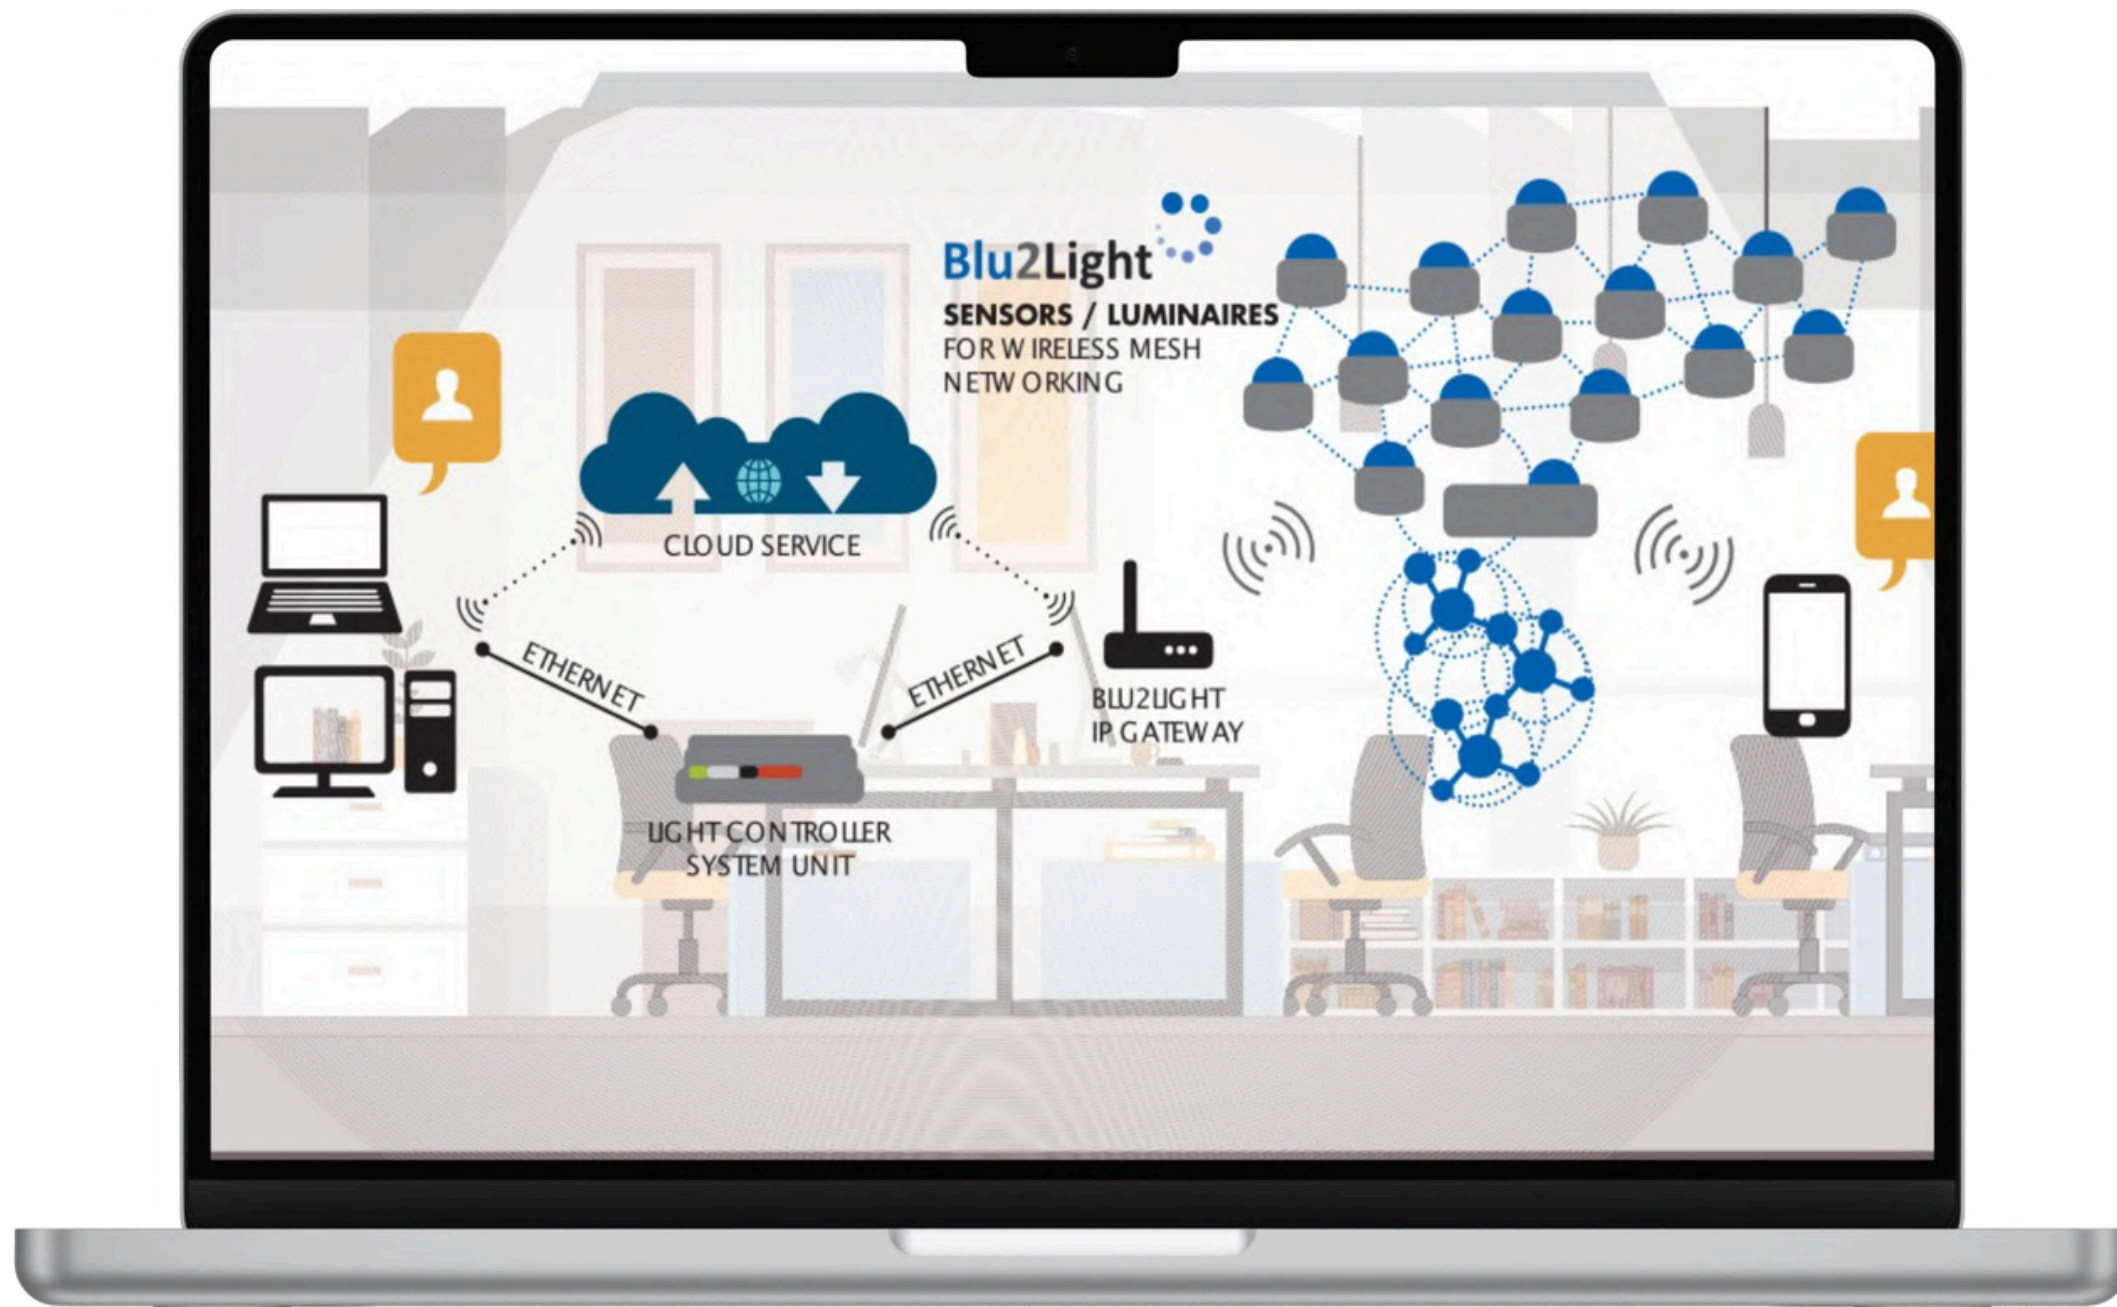 Blu2Light
SENSORS / LUMINAIRES
FOR WIRELESS MESH
NETWORKING
CLOUD SERVICE
ETHERNET
ETHERNET
BLU2LIGHT
IP GATEWAY
LIGHT CONTROLLER
SYSTEM UNIT